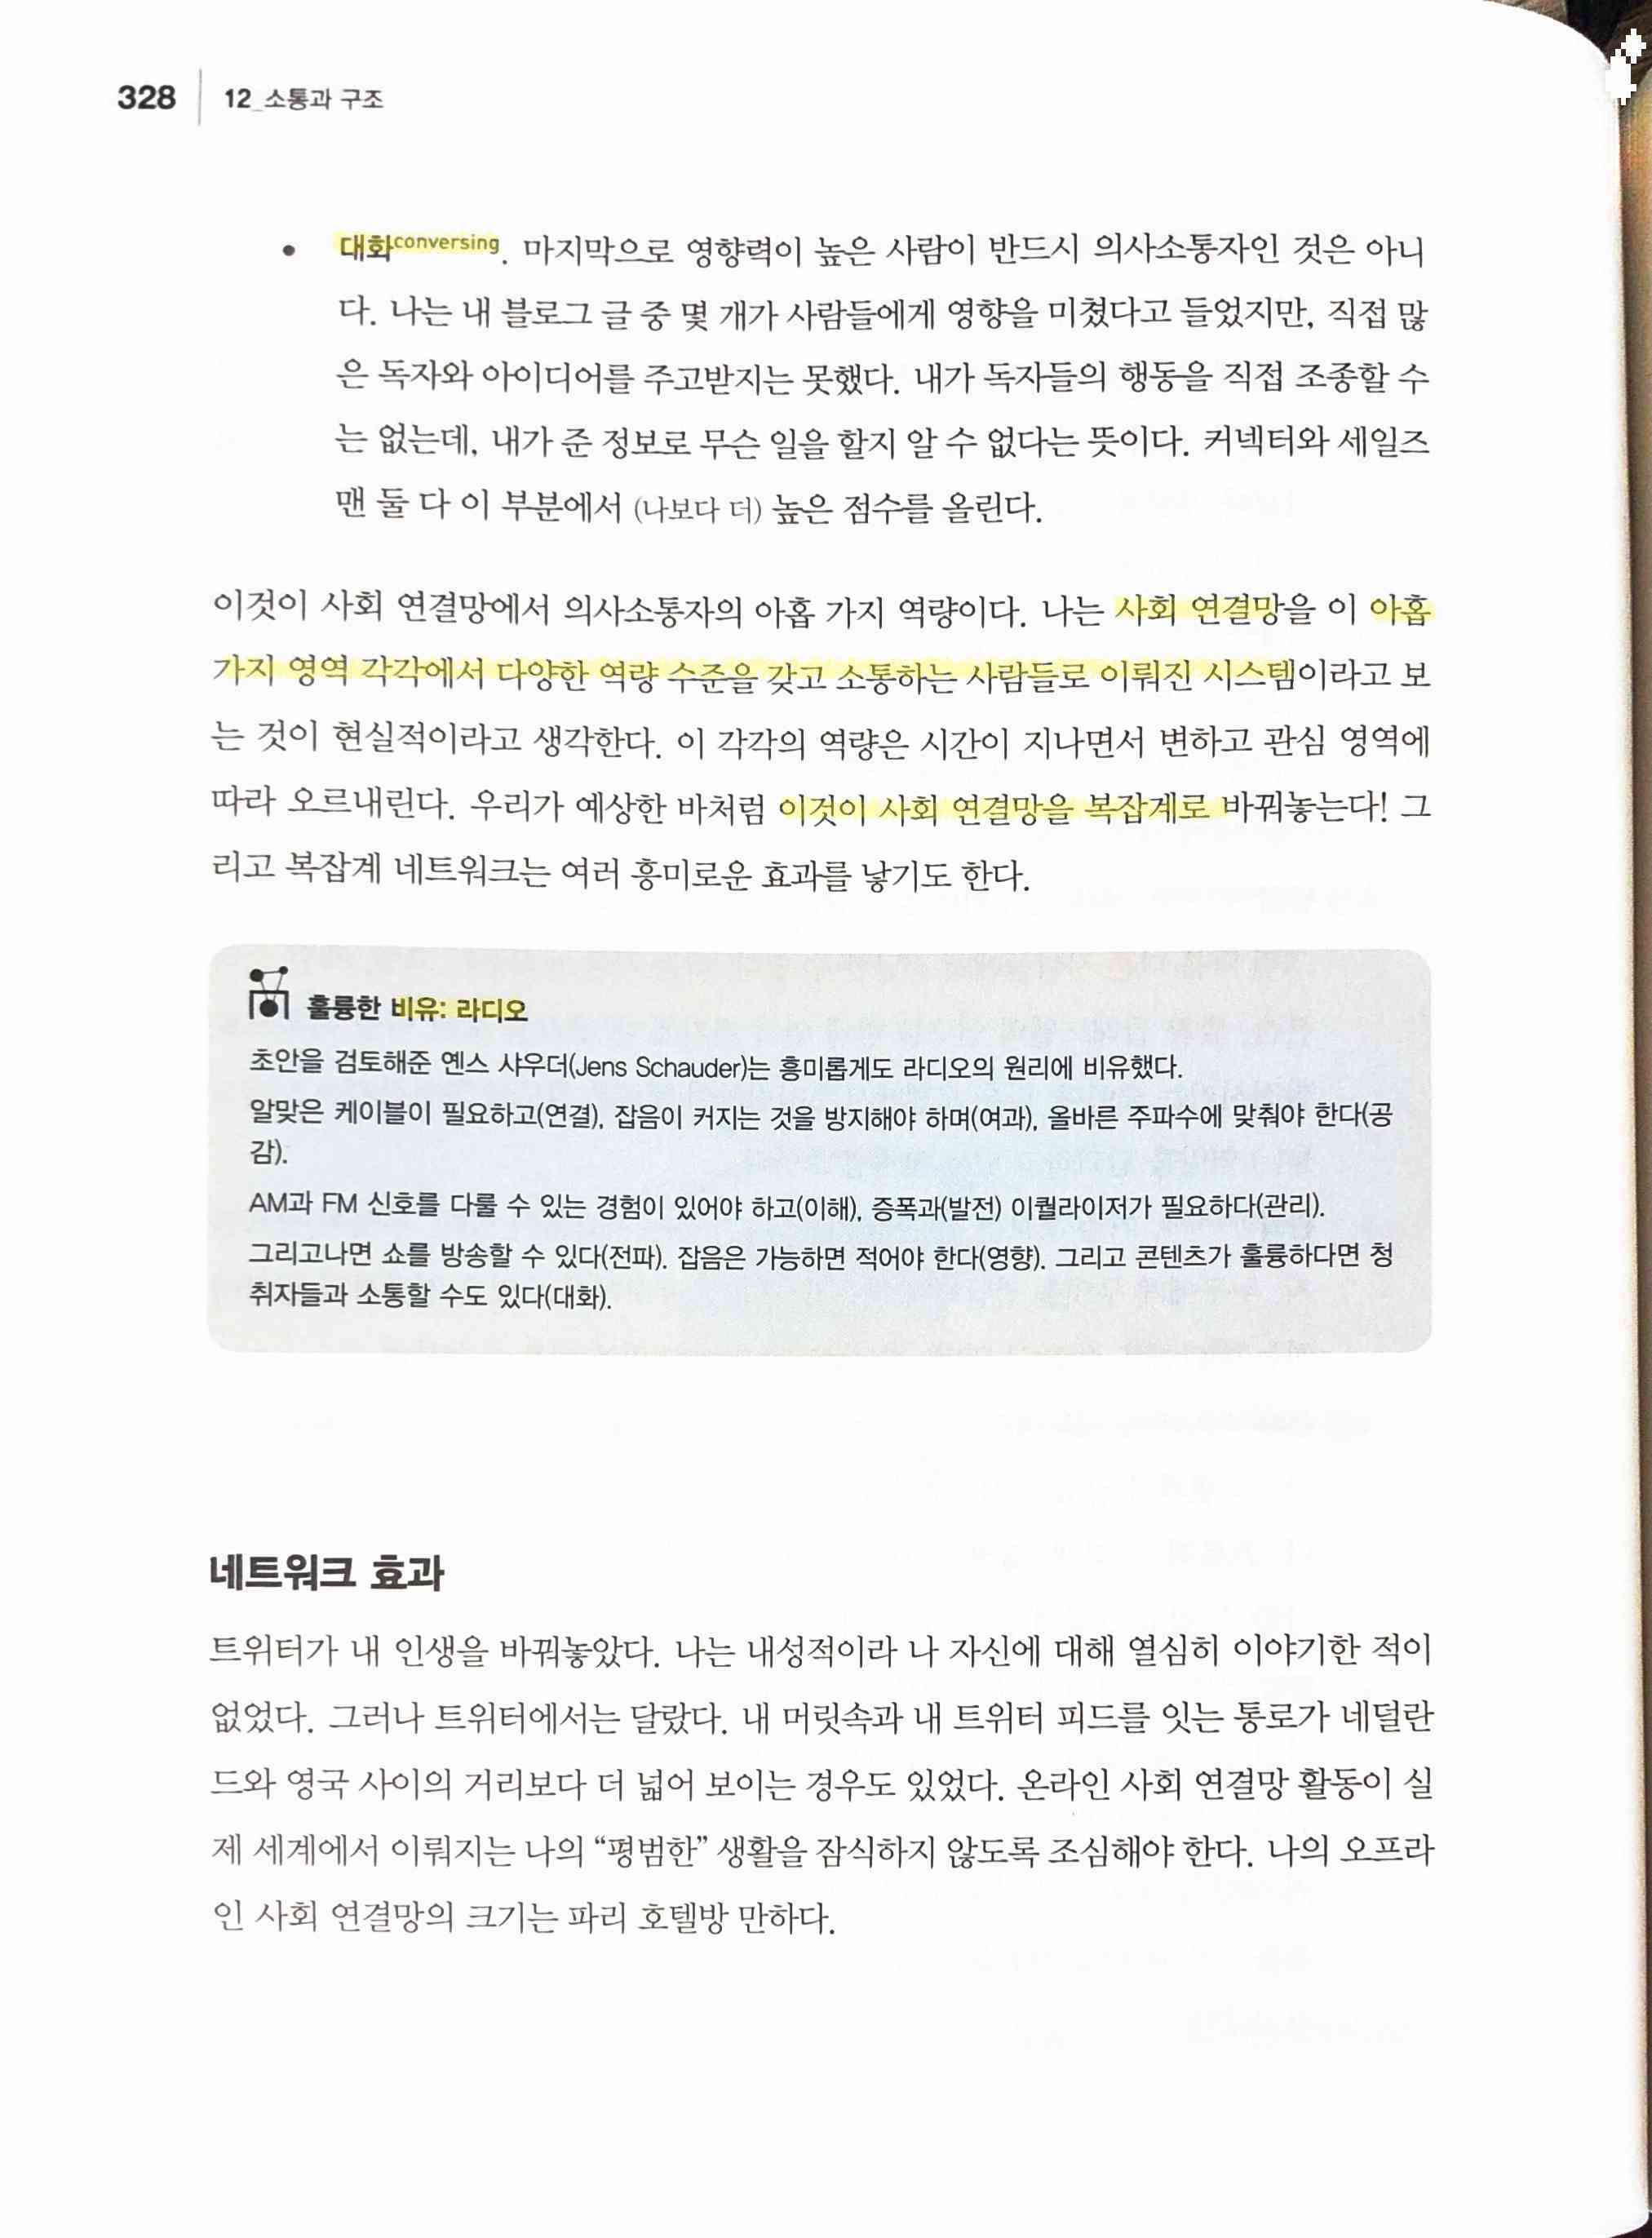 328 12_소통과 구조
• 대화conversing. 마지막으로 영향력이 높은 사람이 반드시 의사소통자인 것은 아니
다. 나는 내 블로그 글 중 몇 개가 사람들에게 영향을 미쳤다고 들었지만, 직접 많
은 독자와 아이디어를 주고받지는 못했다. 내가 독자들의 행동을 직접 조종할 수
는 없는데, 내가 준 정보로 무슨 일을 할지 알 수 없다는 뜻이다. 커넥터와 세일즈
맨 둘 다 이 부분에서 (나보다 더) 높은 점수를 올린다.
이것이 사회 연결망에서 의사소통자의 아홉 가지 역량이다. 나는 사회 연결망을 이 아홉
가지 영역 각각에서 다양한 역량 수준을 갖고 소통하는 사람들로 이뤄진 시스템이라고 보
는 것이 현실적이라고 생각한다. 이 각각의 역량은 시간이 지나면서 변하고 관심 영역에
따라 오르내린다. 우리가 예상한 바처럼 이것이 사회 연결망을 복잡계로 바꿔놓는다! 그
리고 복잡계 네트워크는 여러 흥미로운 효과를 낳기도 한다.
훌륭한 비유: 라디오
초안을 검토해준 옌스 샤우더(Jens Schauder)는 흥미롭게도 라디오의 원리에 비유했다.
알맞은 케이블이 필요하고(연결), 잡음이 커지는 것을 방지해야 하며(여과), 올바른 주파수에 맞춰야 한다(공
감).
AM과 FM 신호를 다룰 수 있는 경험이 있어야 하고(이해), 증폭과(발전) 이퀄라이저가 필요하다(관리).
그리고나면 쇼를 방송할 수 있다(전파). 잡음은 가능하면 적어야 한다(영향). 그리고 콘텐츠가 훌륭하다면 청
취자들과 소통할 수도 있다(대화).
네트워크 효과
트위터가 내 인생을 바꿔놓았다. 나는 내성적이라 나 자신에 대해 열심히 이야기한 적이
없었다. 그러나 트위터에서는 달랐다. 내 머릿속과 내 트위터 피드를 잇는 통로가 네덜란
드와 영국 사이의 거리보다 더 넓어 보이는 경우도 있었다. 온라인 사회 연결망 활동이 실
제 세계에서 이뤄지는 나의 “평범한” 생활을 잠식하지 않도록 조심해야 한다. 나의 오프라
인 사회 연결망의 크기는 파리 호텔방 만하다.